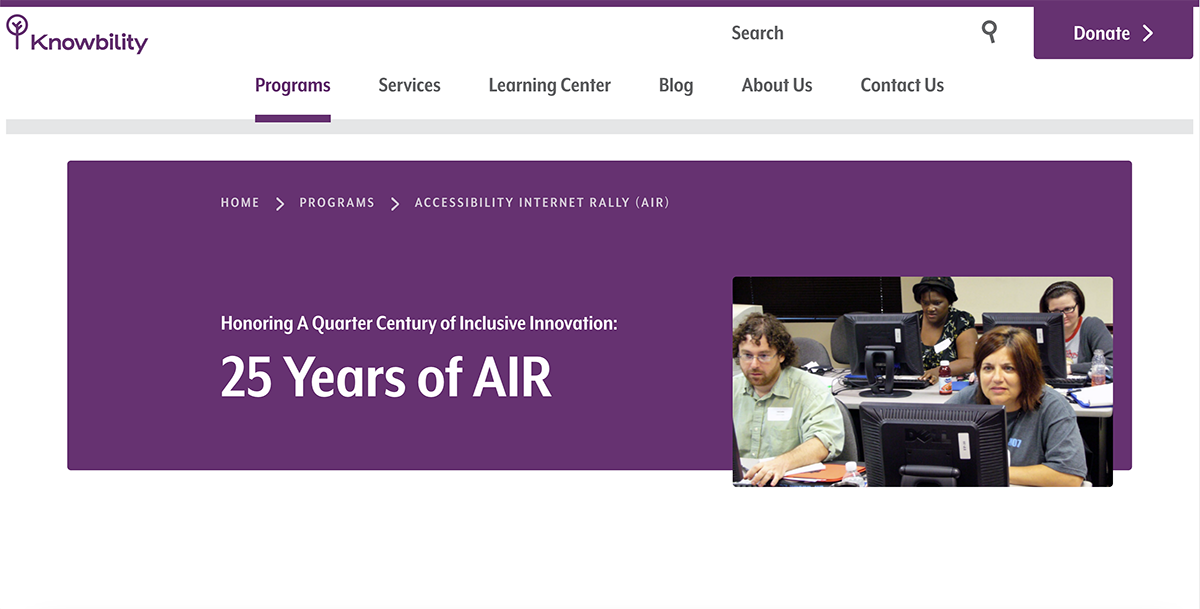 Knowbility
Search
Donate
Programs Services Learning Center Blog About Us Contact Us
HOME PROGRAMS ACCESSIBILITY INTERNET RALLY (AIR)
Honoring A Quarter Century of Inclusive Innovation:
25 Years of AIR